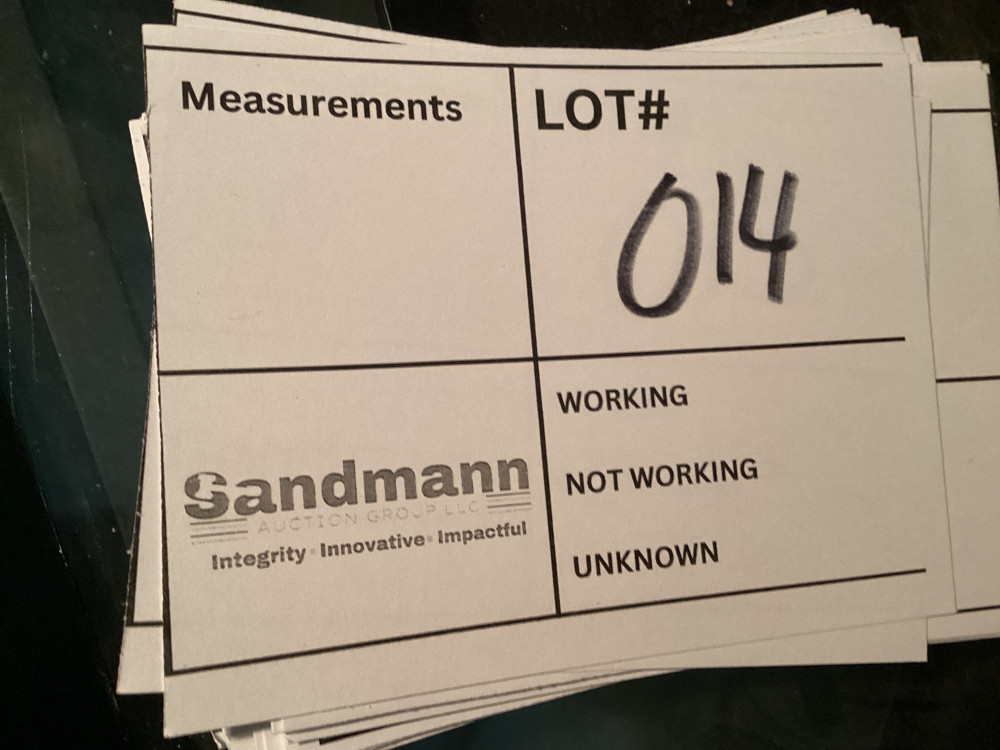 Measurements
LOT#
014
WORKING
NOT WORKING
UNKNOWN
Sandmann
AUCTION GROUP LLC
Integrity • Innovative • Impactful